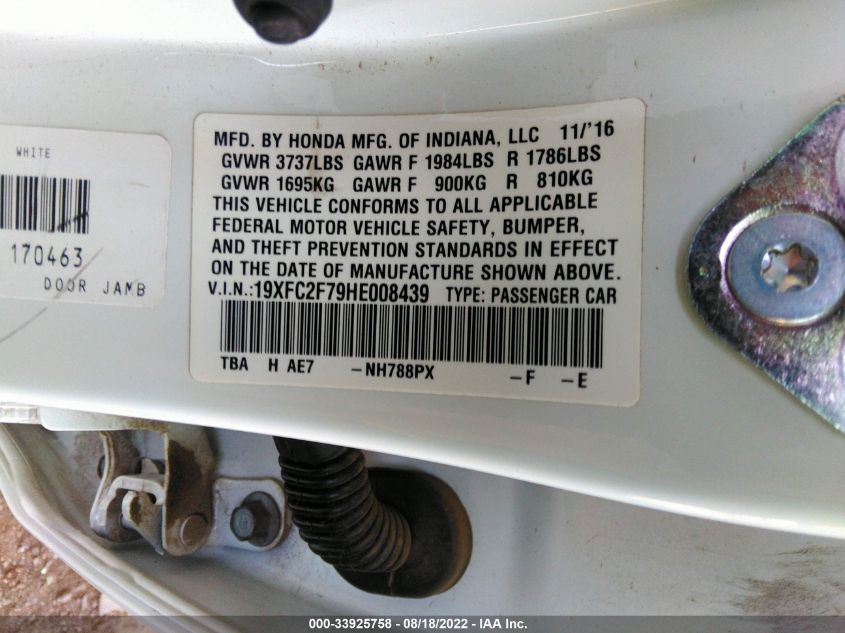 WHITE
170463
DOOR JAMB
MFD. BY HONDA MFG. OF INDIANA, LLC 11/'16
GVWR 3737LBS GAWR F 1984LBS R 1786LBS
GVWR 1695KG GAWR F 900KG R 810KG
THIS VEHICLE CONFORMS TO ALL APPLICABLE
FEDERAL MOTOR VEHICLE SAFETY, BUMPER,
AND THEFT PREVENTION STANDARDS IN EFFECT
ON THE DATE OF MANUFACTURE SHOWN ABOVE.
V.I.N.:19XFC2F79HE008439 TYPE: PASSENGER CAR
TBA H AE7 -NH788PX -F -E
000-33925758 - 08/18/2022 - IAA Inc.